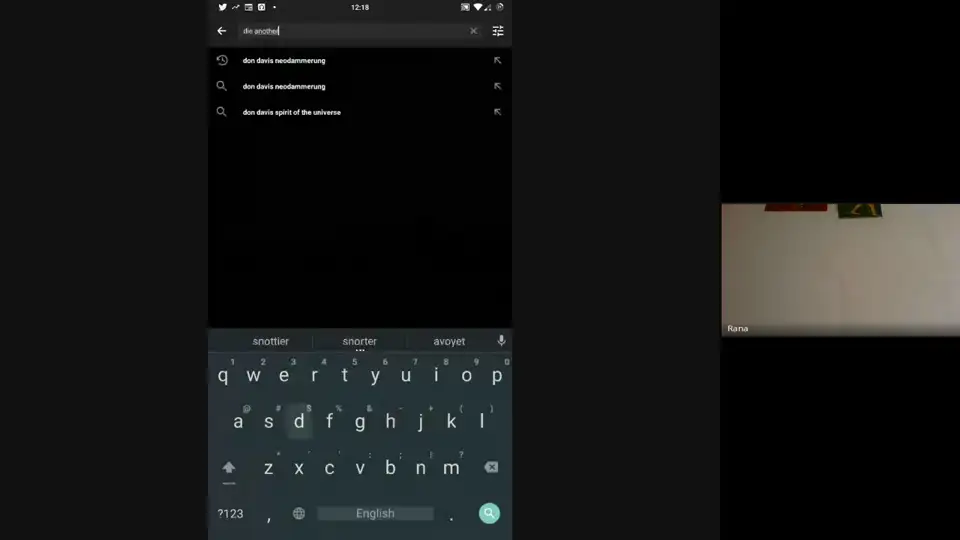 12:18
die another
don davis neodammerung
don davis neodammerung
don davis spirit of the universe
snottier snorter avoyet
1 2 3 4 5 6 7 8 9 0
q w e r t y u i o p
@ # $ % & - + ( )
a s d f g h j k l
z x c v b n m
?123 , English .
Rana